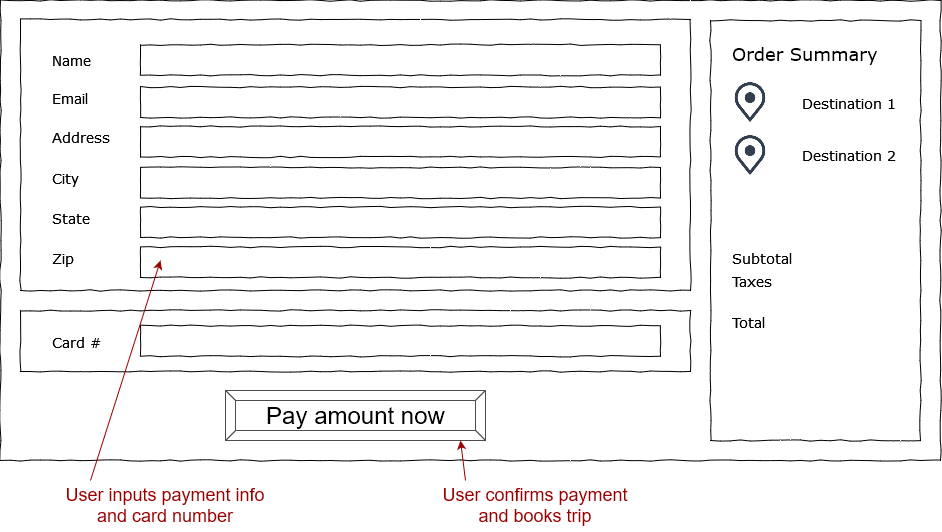 Name
Email
Address
City
State
Zip
Card #
Pay amount now
Order Summary
Destination 1
Destination 2
Subtotal
Taxes
Total
User inputs payment info
and card number
User confirms payment
and books trip